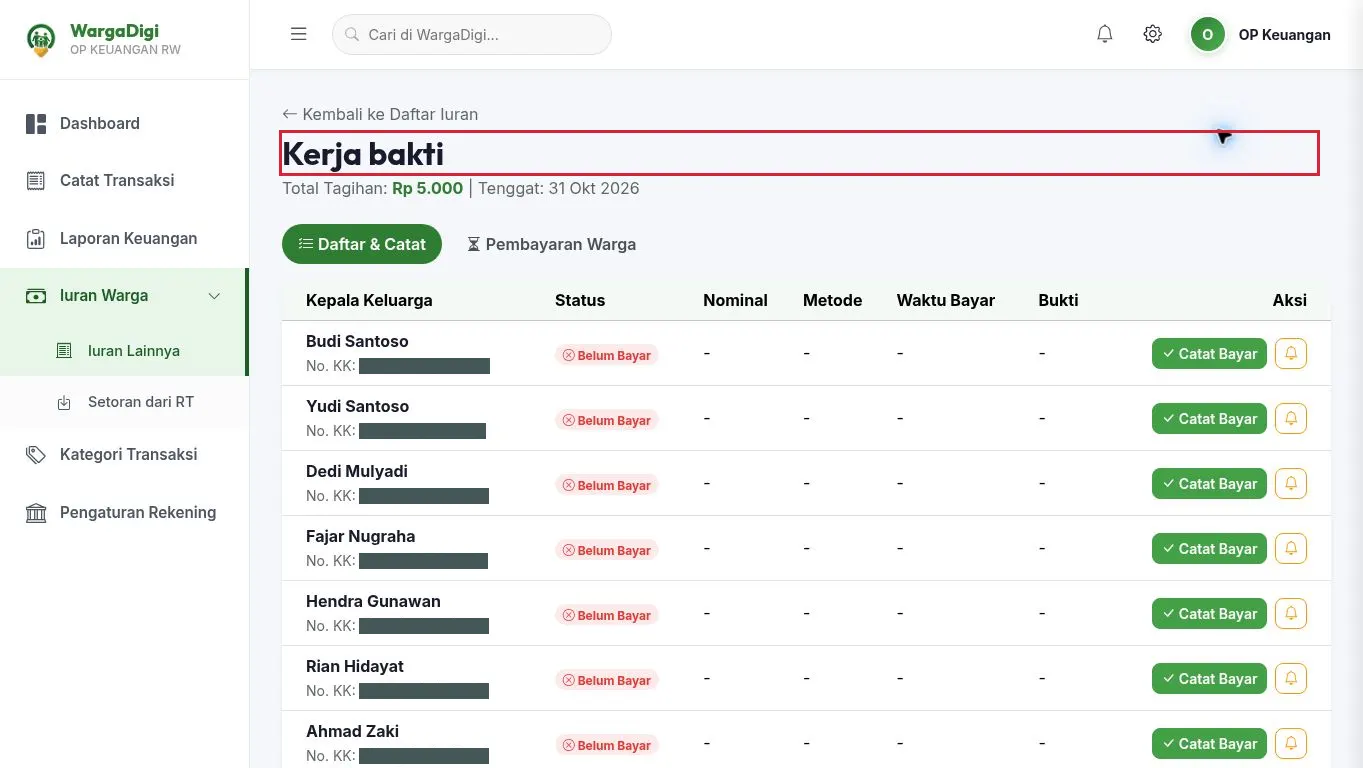 WargaDigi
OP KEUANGAN RW
Cari di WargaDigi...
O
OP Keuangan
Dashboard
Catat Transaksi
Laporan Keuangan
Iuran Warga
Iuran Lainnya
Setoran dari RT
Kategori Transaksi
Pengaturan Rekening
← Kembali ke Daftar Iuran
Kerja bakti
Total Tagihan: Rp 5.000 | Tenggat: 31 Okt 2026
Daftar & Catat
Pembayaran Warga
Kepala Keluarga Status Nominal Metode Waktu Bayar Bukti Aksi
Budi Santoso
No. KK:
Belum Bayar - - - - Catat Bayar
Yudi Santoso
No. KK:
Belum Bayar - - - - Catat Bayar
Dedi Mulyadi
No. KK:
Belum Bayar - - - - Catat Bayar
Fajar Nugraha
No. KK:
Belum Bayar - - - - Catat Bayar
Hendra Gunawan
No. KK:
Belum Bayar - - - - Catat Bayar
Rian Hidayat
No. KK:
Belum Bayar - - - - Catat Bayar
Ahmad Zaki
No. KK:
Belum Bayar - - - - Catat Bayar